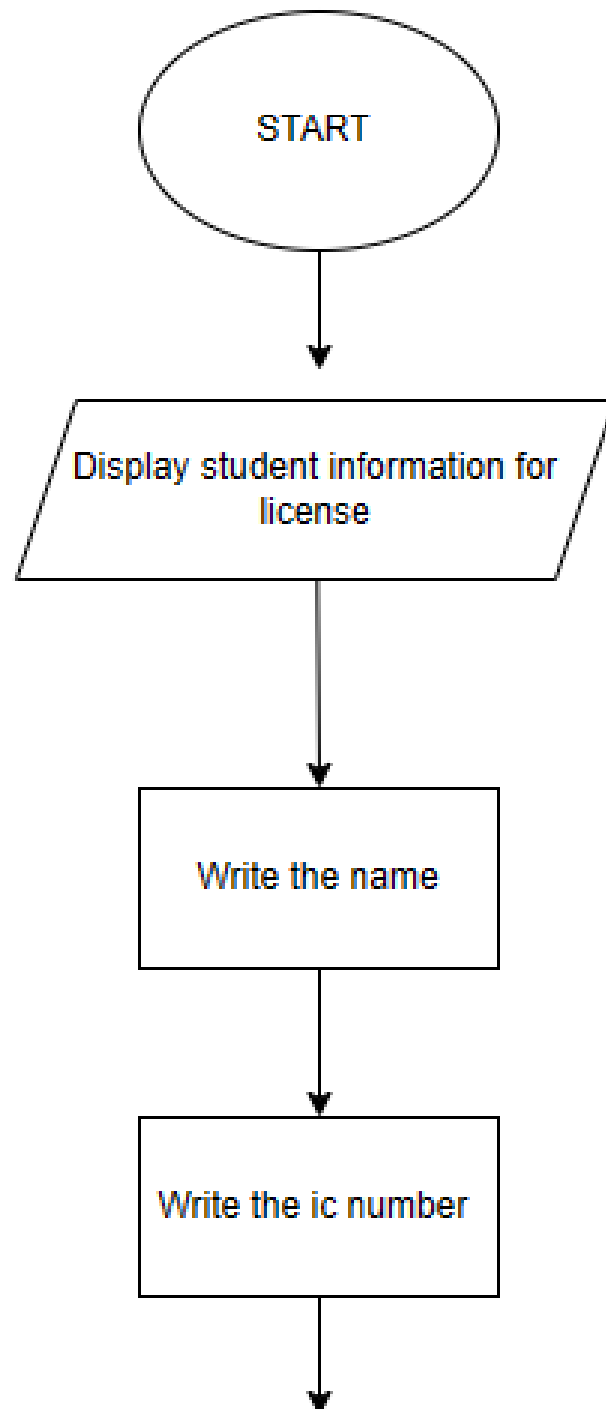 START
Display student information for
license
Write the name
Write the ic number